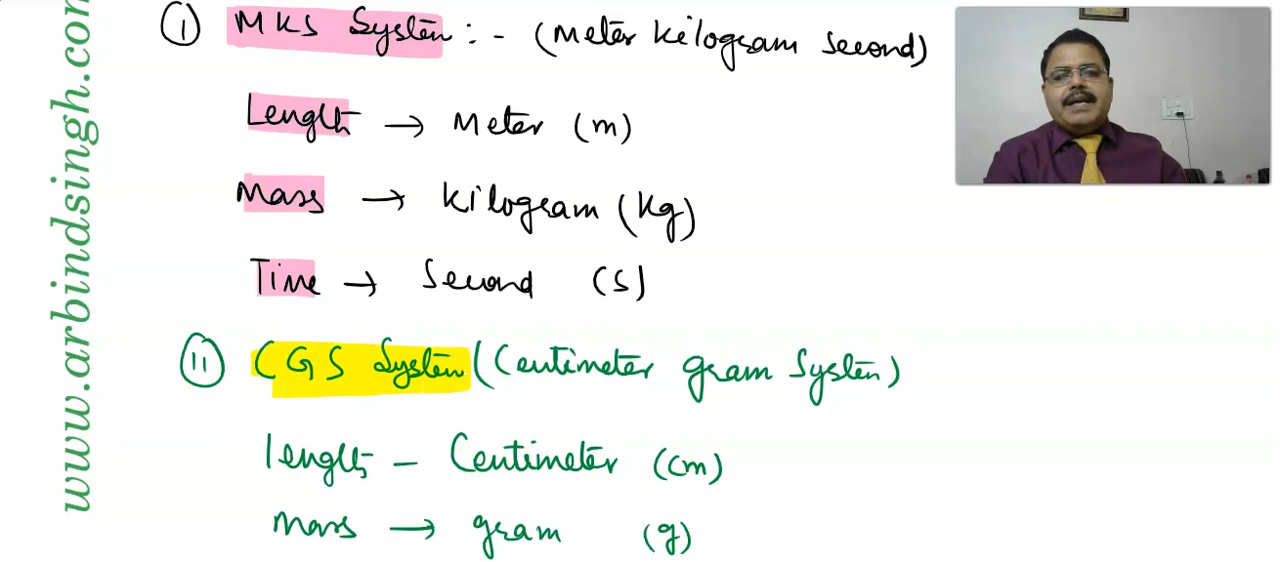 www.arbindsingh.co
(i) MKS System :- (Meter Kilogram Second)
Length → Meter (m)
Mass → Kilogram (Kg)
Time → Second (S)
(ii) CGS System (Centimeter gram System)
length - Centimeter (cm)
Mass → gram (g)